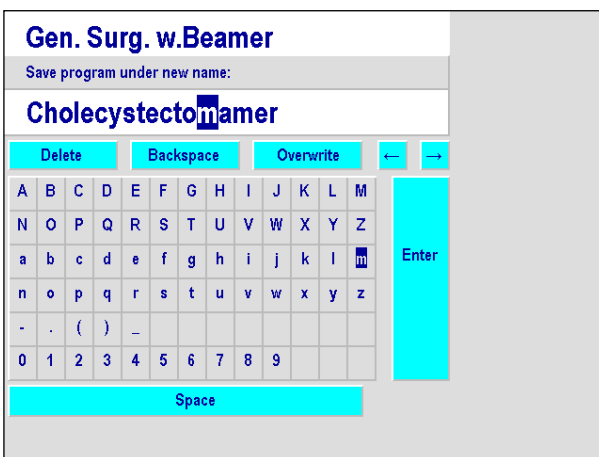 Gen. Surg. w.Beamer
Save program under new name:
Cholecystectomamer
Delete Backspace Overwrite ← →
A B C D E F G H I J K L M
N O P Q R S T U V W X Y Z
a b c d e f g h i j k l m Enter
n o p q r s t u v w x y z
- . ( ) _
0 1 2 3 4 5 6 7 8 9
Space